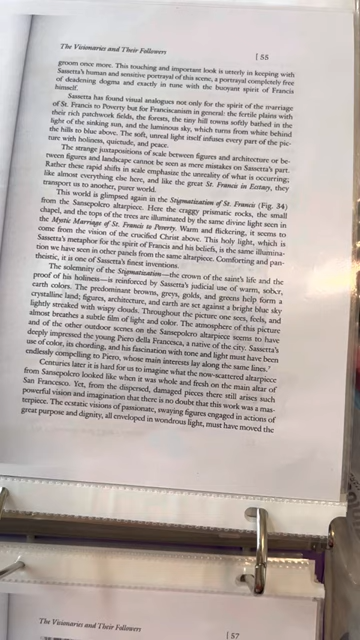 The Visionaries and Their Followers
[ 55
groom once more. This touching and important look is utterly in keeping with
Sassetta's human and sensitive portrayal of this scene, a portrayal completely free
of deadening dogma and exactly in tune with the buoyant spirit of Francis
himself.
Sassetta has found visual analogues not only for the spirit of the marriage
of St. Francis to Poverty but for Franciscanism in general: the fertile plains with
their rich patchwork fields, the forests, the tiny hill towns softly bathed in the
light of the sinking sun, and the luminous sky, which turns from white behind
the hills to blue above. The soft, unreal light itself infuses every part of the pic-
ture with holiness, quietude, and peace.
The strange juxtapositions of scale between figures and architecture or be-
tween figures and landscape cannot be seen as mere mistakes on Sassetta's part.
Rather these rapid shifts in scale emphasize the unreality of what is occurring;
like almost everything else here, and like the great St. Francis in Ecstasy, they
transport us to another, purer world.
This world is glimpsed again in the Stigmatisation of St. Francis (Fig. 34)
from the Sansepolcro altarpiece. Here the craggy prismatic rocks, the small
chapel, and the tops of the trees are illuminated by the same divine light seen in
the Mystic Marriage of St. Francis to Poverty. Warm and flickering, it seems to
come from the vision of the crucified Christ above. This holy light, which is
Sassetta's metaphor for the spirit of Francis and his beliefs, is the same illumina-
tion we have seen in other panels from the same altarpiece. Comforting and pan-
theistic, it is one of Sassetta's finest inventions.
The solemnity of the Stigmatisation—the crown of the saint's life and the
proof of his holiness—is reinforced by Sassetta's judicial use of warm, sober,
earth colors. The predominant browns, greys, golds, and greens help form a
crystalline land; figures, architecture, and earth are set against a bright blue sky
lightly streaked with wispy clouds. Throughout the picture one sees, feels, and
almost breathes a subtle film of light and color. The atmosphere of this picture
and of the other outdoor scenes on the Sansepolcro altarpiece seems to have
deeply impressed the young Piero della Francesca, a native of the city. Sassetta's
use of color, its chording, and his fascination with tone and light must have been
endlessly compelling to Piero, whose main interests lay along the same lines.⁷
Centuries later it is hard for us to imagine what the now-scattered altarpiece
from Sansepolcro looked like when it was whole and fresh on the main altar of
San Francesco. Yet, from the dispersed, damaged pieces there still arises such
powerful vision and imagination that there is no doubt that this work was a mas-
terpiece. The ecstatic visions of passionate, swaying figures engaged in actions of
great purpose and dignity, all enveloped in wondrous light, must have moved the
The Visionaries and Their Followers
[ 57